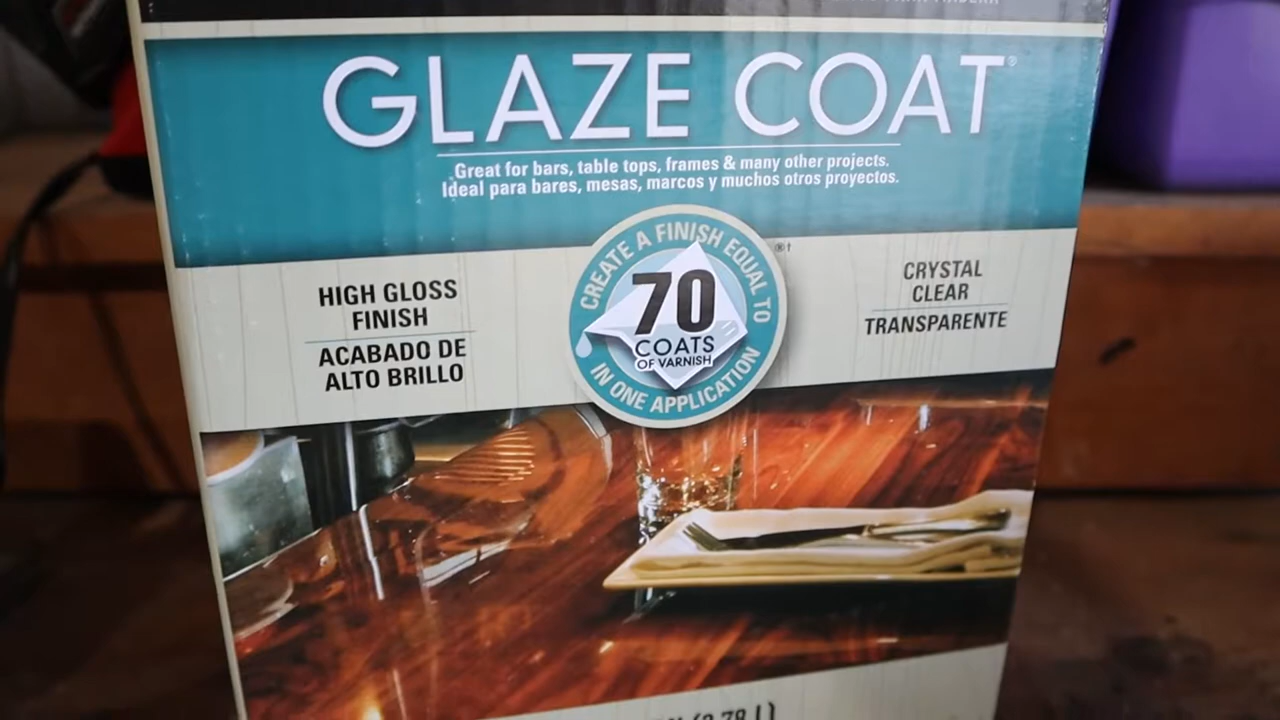 GLAZE COAT®
Great for bars, table tops, frames & many other projects.
Ideal para bares, mesas, marcos y muchos otros proyectos.
HIGH GLOSS
FINISH
ACABADO DE
ALTO BRILLO
CREATE A FINISH EQUAL TO
70
COATS
OF VARNISH
IN ONE APPLICATION
®†
CRYSTAL
CLEAR
TRANSPARENTE
(3.78 L)